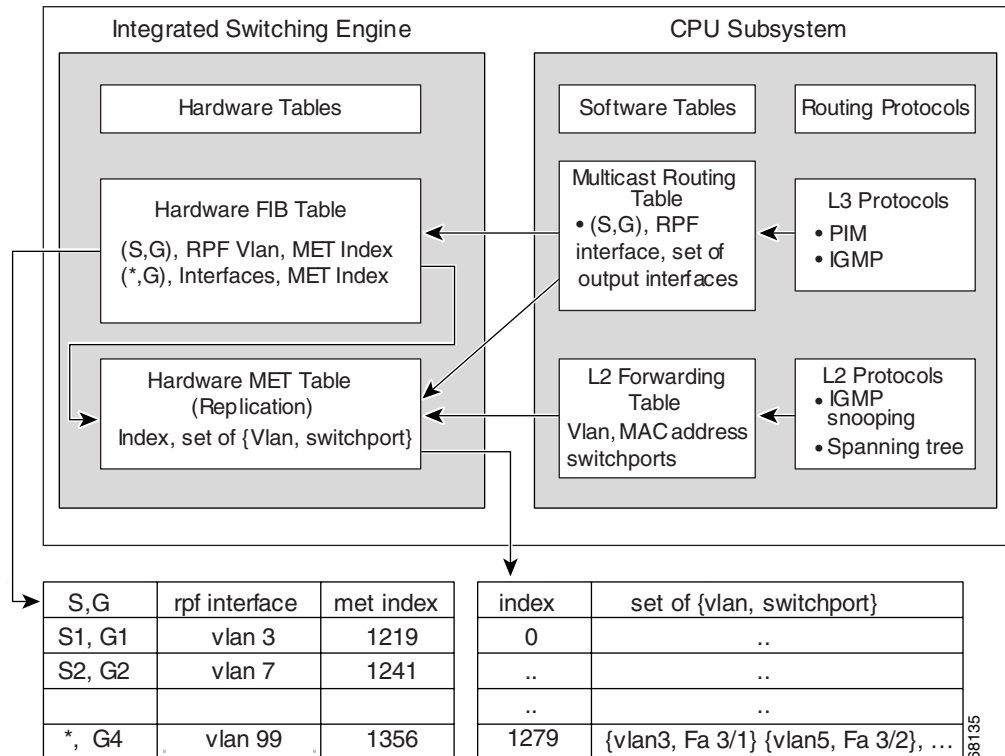 Integrated Switching Engine
CPU Subsystem
Hardware Tables
Software Tables
Routing Protocols
Hardware FIB Table
(S,G), RPF Vlan, MET Index
(*,G), Interfaces, MET Index
Multicast Routing
Table
• (S,G), RPF
interface, set of
output interfaces
L3 Protocols
• PIM
• IGMP
Hardware MET Table
(Replication)
Index, set of {Vlan, switchport}
L2 Forwarding
Table
Vlan, MAC address
switchports
L2 Protocols
• IGMP
snooping
• Spanning tree
S,G rpf interface met index
S1, G1 vlan 3 1219
S2, G2 vlan 7 1241
*, G4 vlan 99 1356
index set of {vlan, switchport}
0 ..
.. ..
..  ..
1279 {vlan3, Fa 3/1} {vlan5, Fa 3/2}, ...
68135